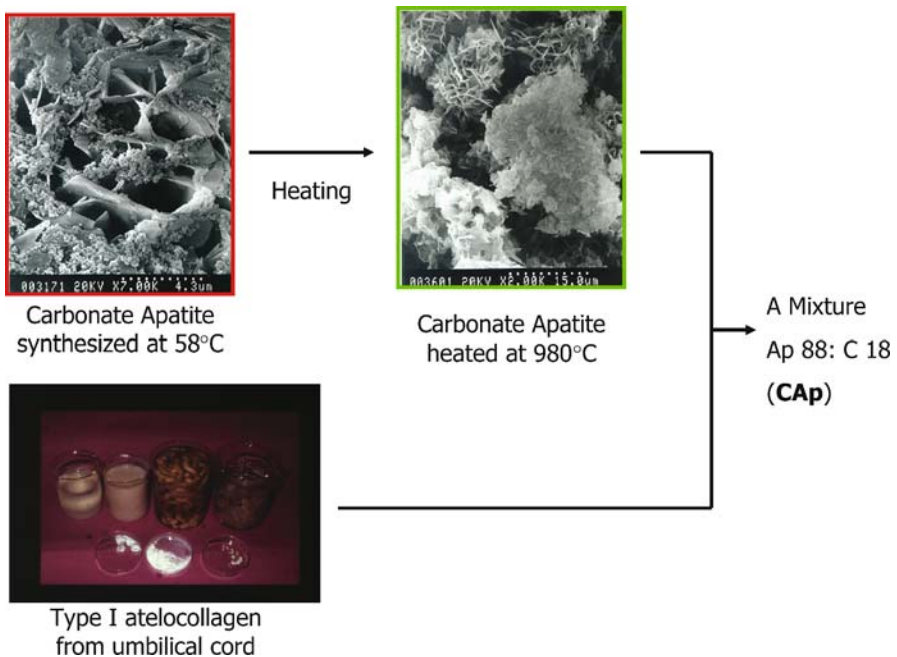 003171 20KV X7.00K 4.3um
Heating
003601 20KV X2.00K 15.0um
Carbonate Apatite
synthesized at 58°C
Carbonate Apatite
heated at 980°C
A Mixture
Ap 88: C 18
(CAp)
Type I atelocollagen
from umbilical cord